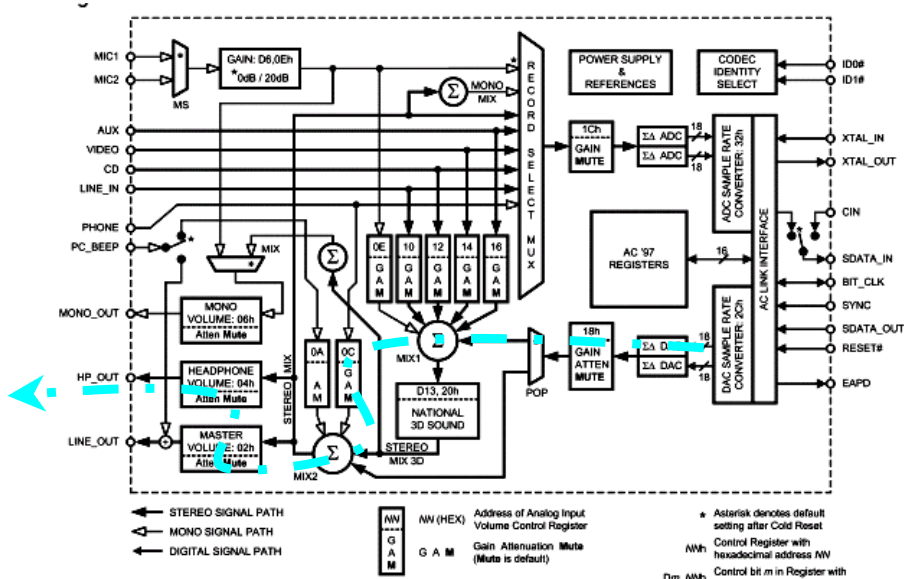 MIC1
MIC2
MS
GAIN: D6,0Eh
* 0dB / 20dB
*
*
RECORD SELECT MUX
Σ
MONO
MIX
POWER SUPPLY
&
REFERENCES
CODEC
IDENTITY
SELECT
ID0#
ID1#
AUX
VIDEO
CD
LINE_IN
PHONE
PC_BEEP
*
MIX
+
Σ
0E
G
A
M
10
G
A
M
12
G
A
M
14
G
A
M
16
G
A
M
1Ch
GAIN
MUTE
ΣΔ ADC
ΣΔ ADC
18
18
ADC SAMPLE RATE
CONVERTER: 32h
AC LINK INTERFACE
XTAL_IN
XTAL_OUT
CIN
*
SDATA_IN
BIT_CLK
SYNC
SDATA_OUT
RESET#
EAPD
AC '97
REGISTERS
16
MONO_OUT
MONO
VOLUME: 06h
Atten Mute
HP_OUT
HEADPHONE
VOLUME: 04h
Atten Mute
LINE_OUT
+
MASTER
VOLUME: 02h
Atten Mute
STEREO MIX
0A
A
M
0C
G
A
M
Σ
MIX1
D13, 20h
NATIONAL
3D SOUND
STEREO
MIX 3D
Σ
MIX2
POP
18h
GAIN
ATTEN
MUTE
ΣΔ DAC
18
18
DAC SAMPLE RATE
CONVERTER: 2Ch
STEREO SIGNAL PATH
MONO SIGNAL PATH
DIGITAL SIGNAL PATH
NN
G
A
M
NN (HEX)
Address of Analog Input
Volume Control Register
G A M
Gain Attenuation Mute
(Mute is default)
* Asterisk denotes default
setting after Cold Reset
NNh
Control Register with
hexadecimal address NN
Control bit m in Register with